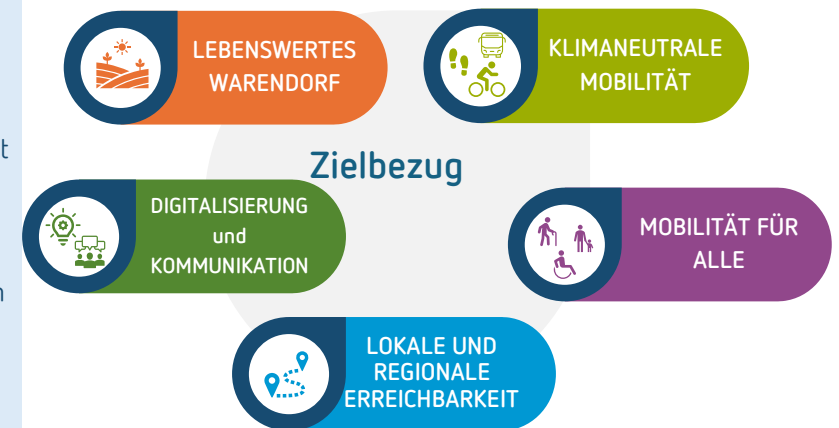 LEBENSWERTES
WARENDORF
KLIMANEUTRALE
MOBILITÄT
t
Zielbezug
DIGITALISIERUNG
und
KOMMUNIKATION
MOBILITÄT FÜR
ALLE
n
LOKALE UND
REGIONALE
ERREICHBARKEIT